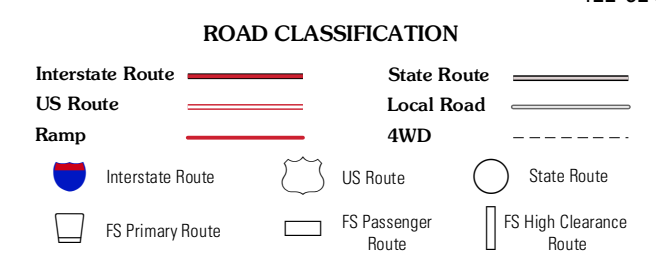 ROAD CLASSIFICATION
Interstate Route
State Route
US Route
Local Road
Ramp
4WD
Interstate Route
US Route
State Route
FS Primary Route
FS Passenger
Route
FS High Clearance
Route